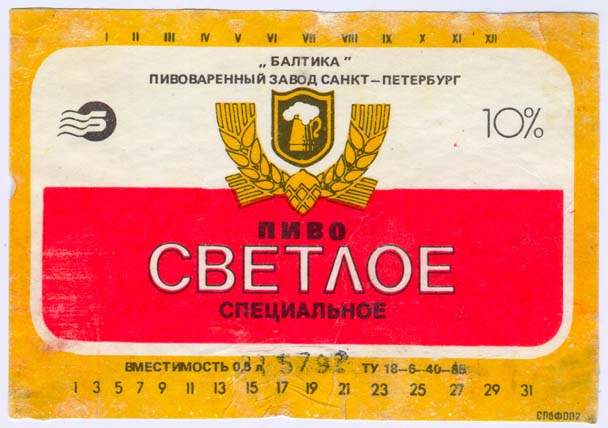 I II III IV V VI VII VIII IX X XI XII
„БАЛТИКА"
ПИВОВАРЕННЫЙ ЗАВОД САНКТ—ПЕТЕРБУРГ
5
10%
ПИВО
СВЕТЛОЕ
СПЕЦИАЛЬНОЕ
ВМЕСТИМОСТЬ 0,5 л
5792
ТУ 18—6—40—85
1 3 5 7 9 11 13 15 17 19 21 23 25 27 29 31